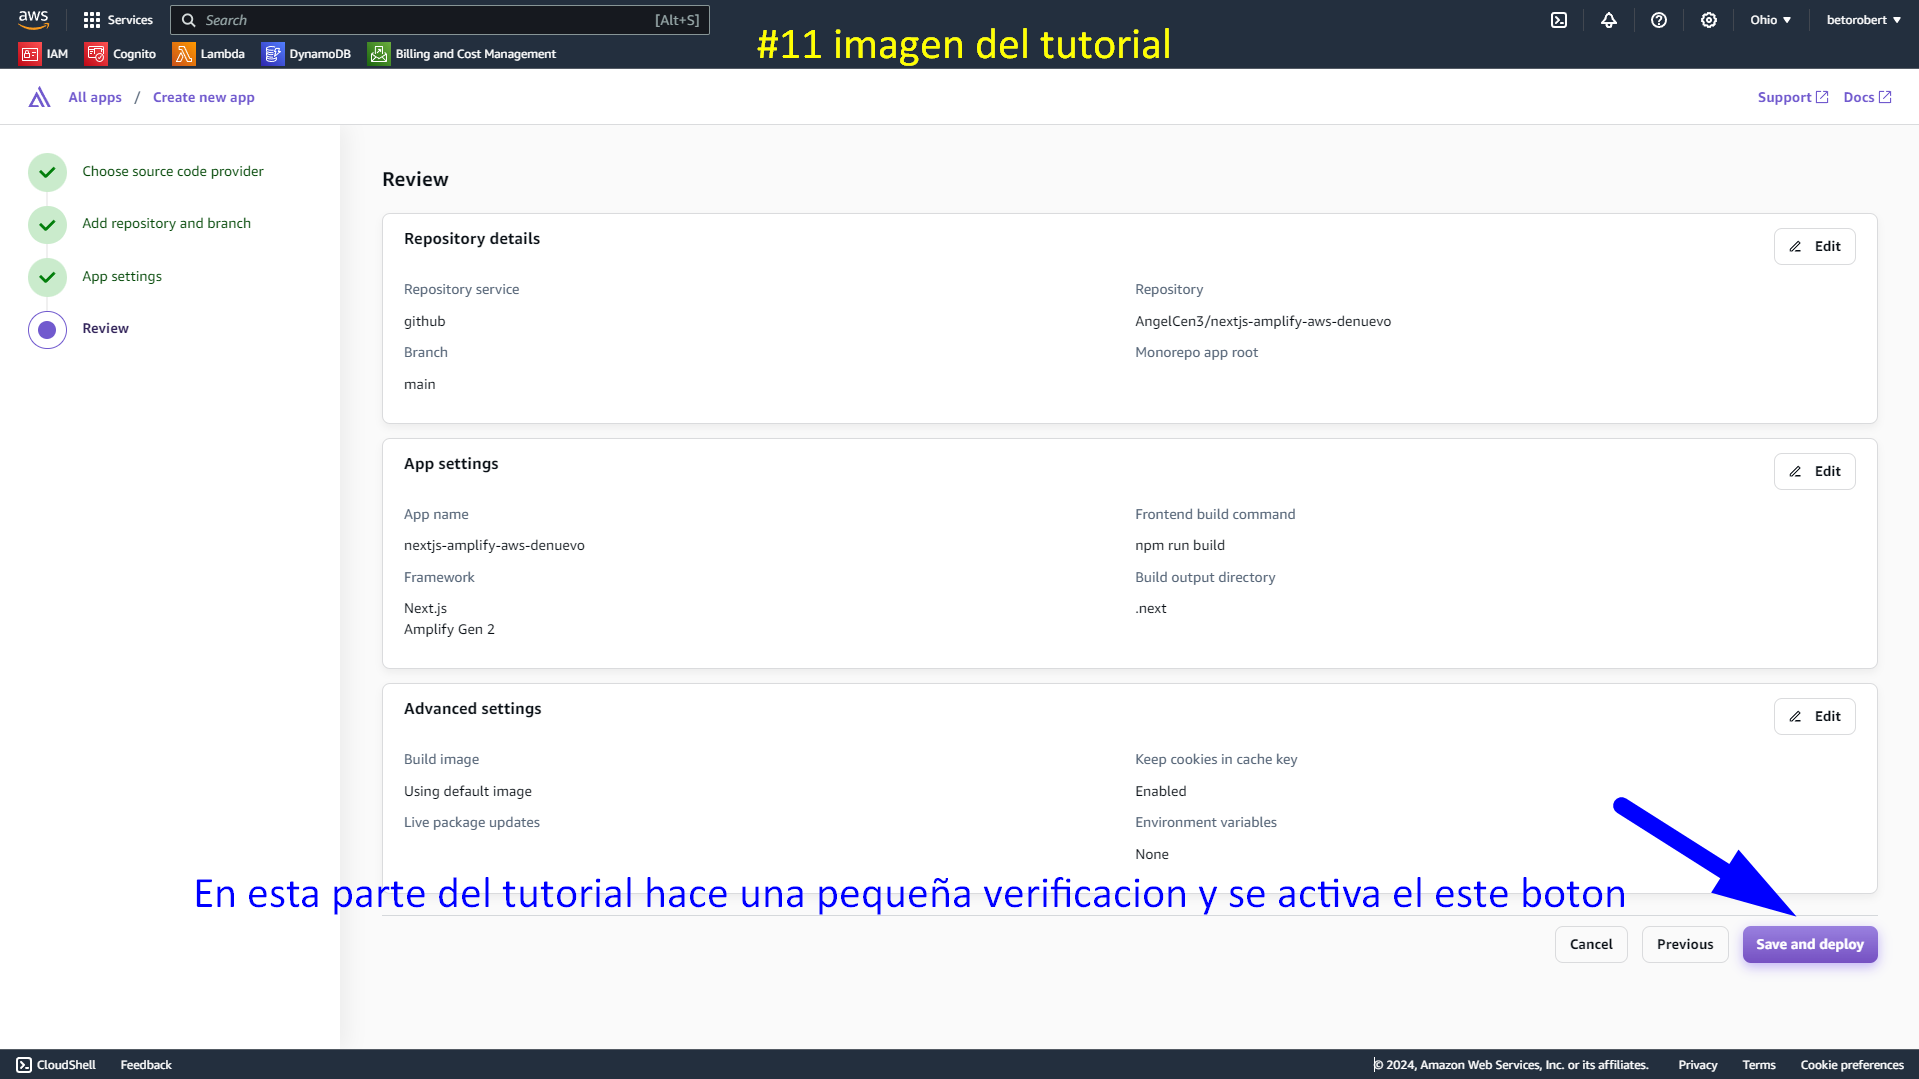 aws
Services
Search [Alt+S]
#11 imagen del tutorial
Ohio
betorobert
IAM
Cognito
Lambda
DynamoDB
Billing and Cost Management
All apps / Create new app
Support
Docs
Choose source code provider
Add repository and branch
App settings
Review
Review
Repository details
Edit
Repository service
github
Branch
main
Repository
AngelCen3/nextjs-amplify-aws-denuevo
Monorepo app root
App settings
Edit
App name
nextjs-amplify-aws-denuevo
Framework
Next.js
Amplify Gen 2
Frontend build command
npm run build
Build output directory
.next
Advanced settings
Edit
Build image
Using default image
Live package updates
Keep cookies in cache key
Enabled
Environment variables
None
En esta parte del tutorial hace una pequeña verificacion y se activa el este boton
Cancel
Previous
Save and deploy
CloudShell
Feedback
© 2024, Amazon Web Services, Inc. or its affiliates.
Privacy
Terms
Cookie preferences